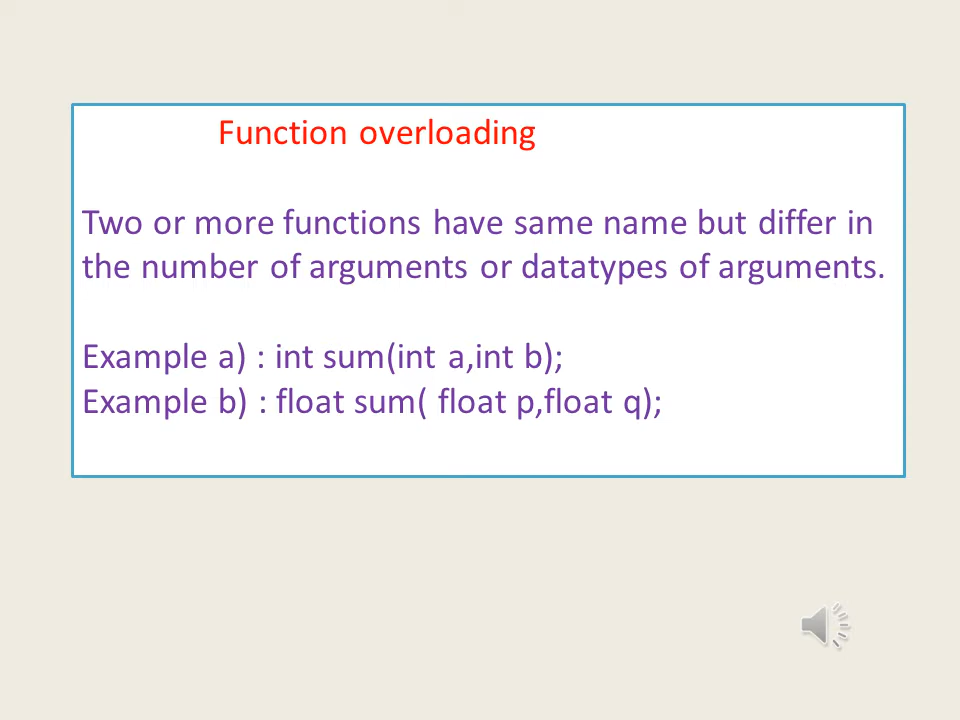 Function overloading
Two or more functions have same name but differ in
the number of arguments or datatypes of arguments.
Example a) : int sum(int a,int b);
Example b) : float sum( float p,float q);